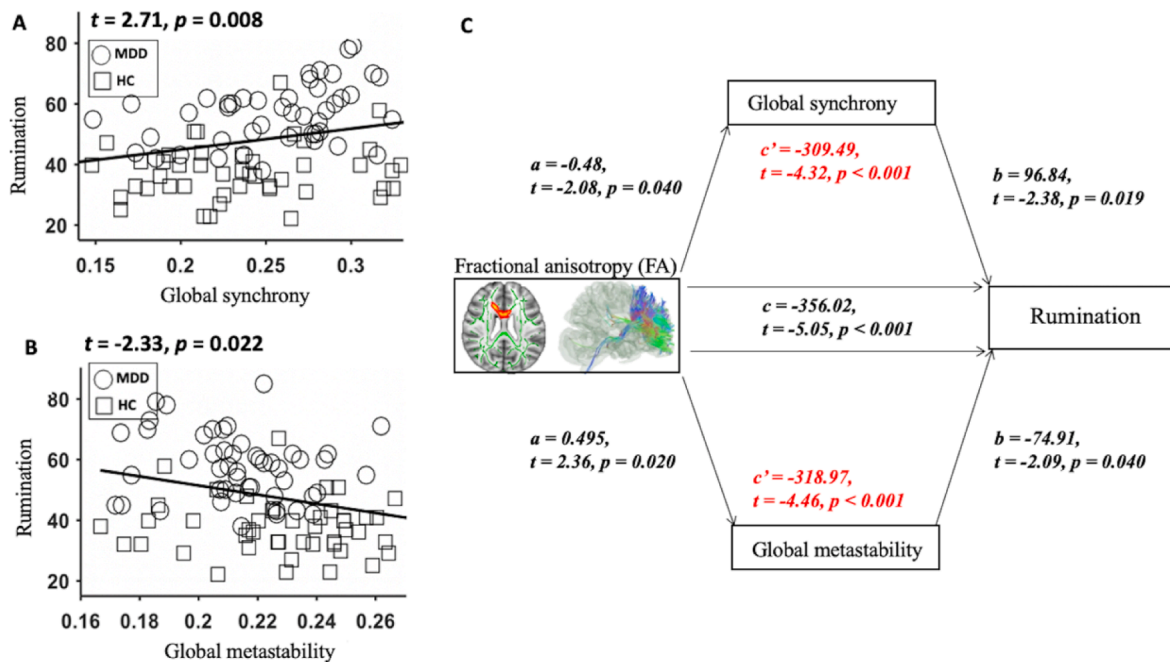 A
t = 2.71, p = 0.008
MDD
HC
80
60
40
20
Rumination
0.15 0.2 0.25 0.3
Global synchrony
B
t = -2.33, p = 0.022
MDD
HC
80
60
40
20
Rumination
0.16 0.18 0.2 0.22 0.24 0.26
Global metastability
C
Global synchrony
c' = -309.49,
t = -4.32, p < 0.001
a = -0.48,
t = -2.08, p = 0.040
b = 96.84,
t = -2.38, p = 0.019
Fractional anisotropy (FA)
c = -356.02,
t = -5.05, p < 0.001
Rumination
a = 0.495,
t = 2.36, p = 0.020
b = -74.91,
t = -2.09, p = 0.040
c' = -318.97,
t = -4.46, p < 0.001
Global metastability